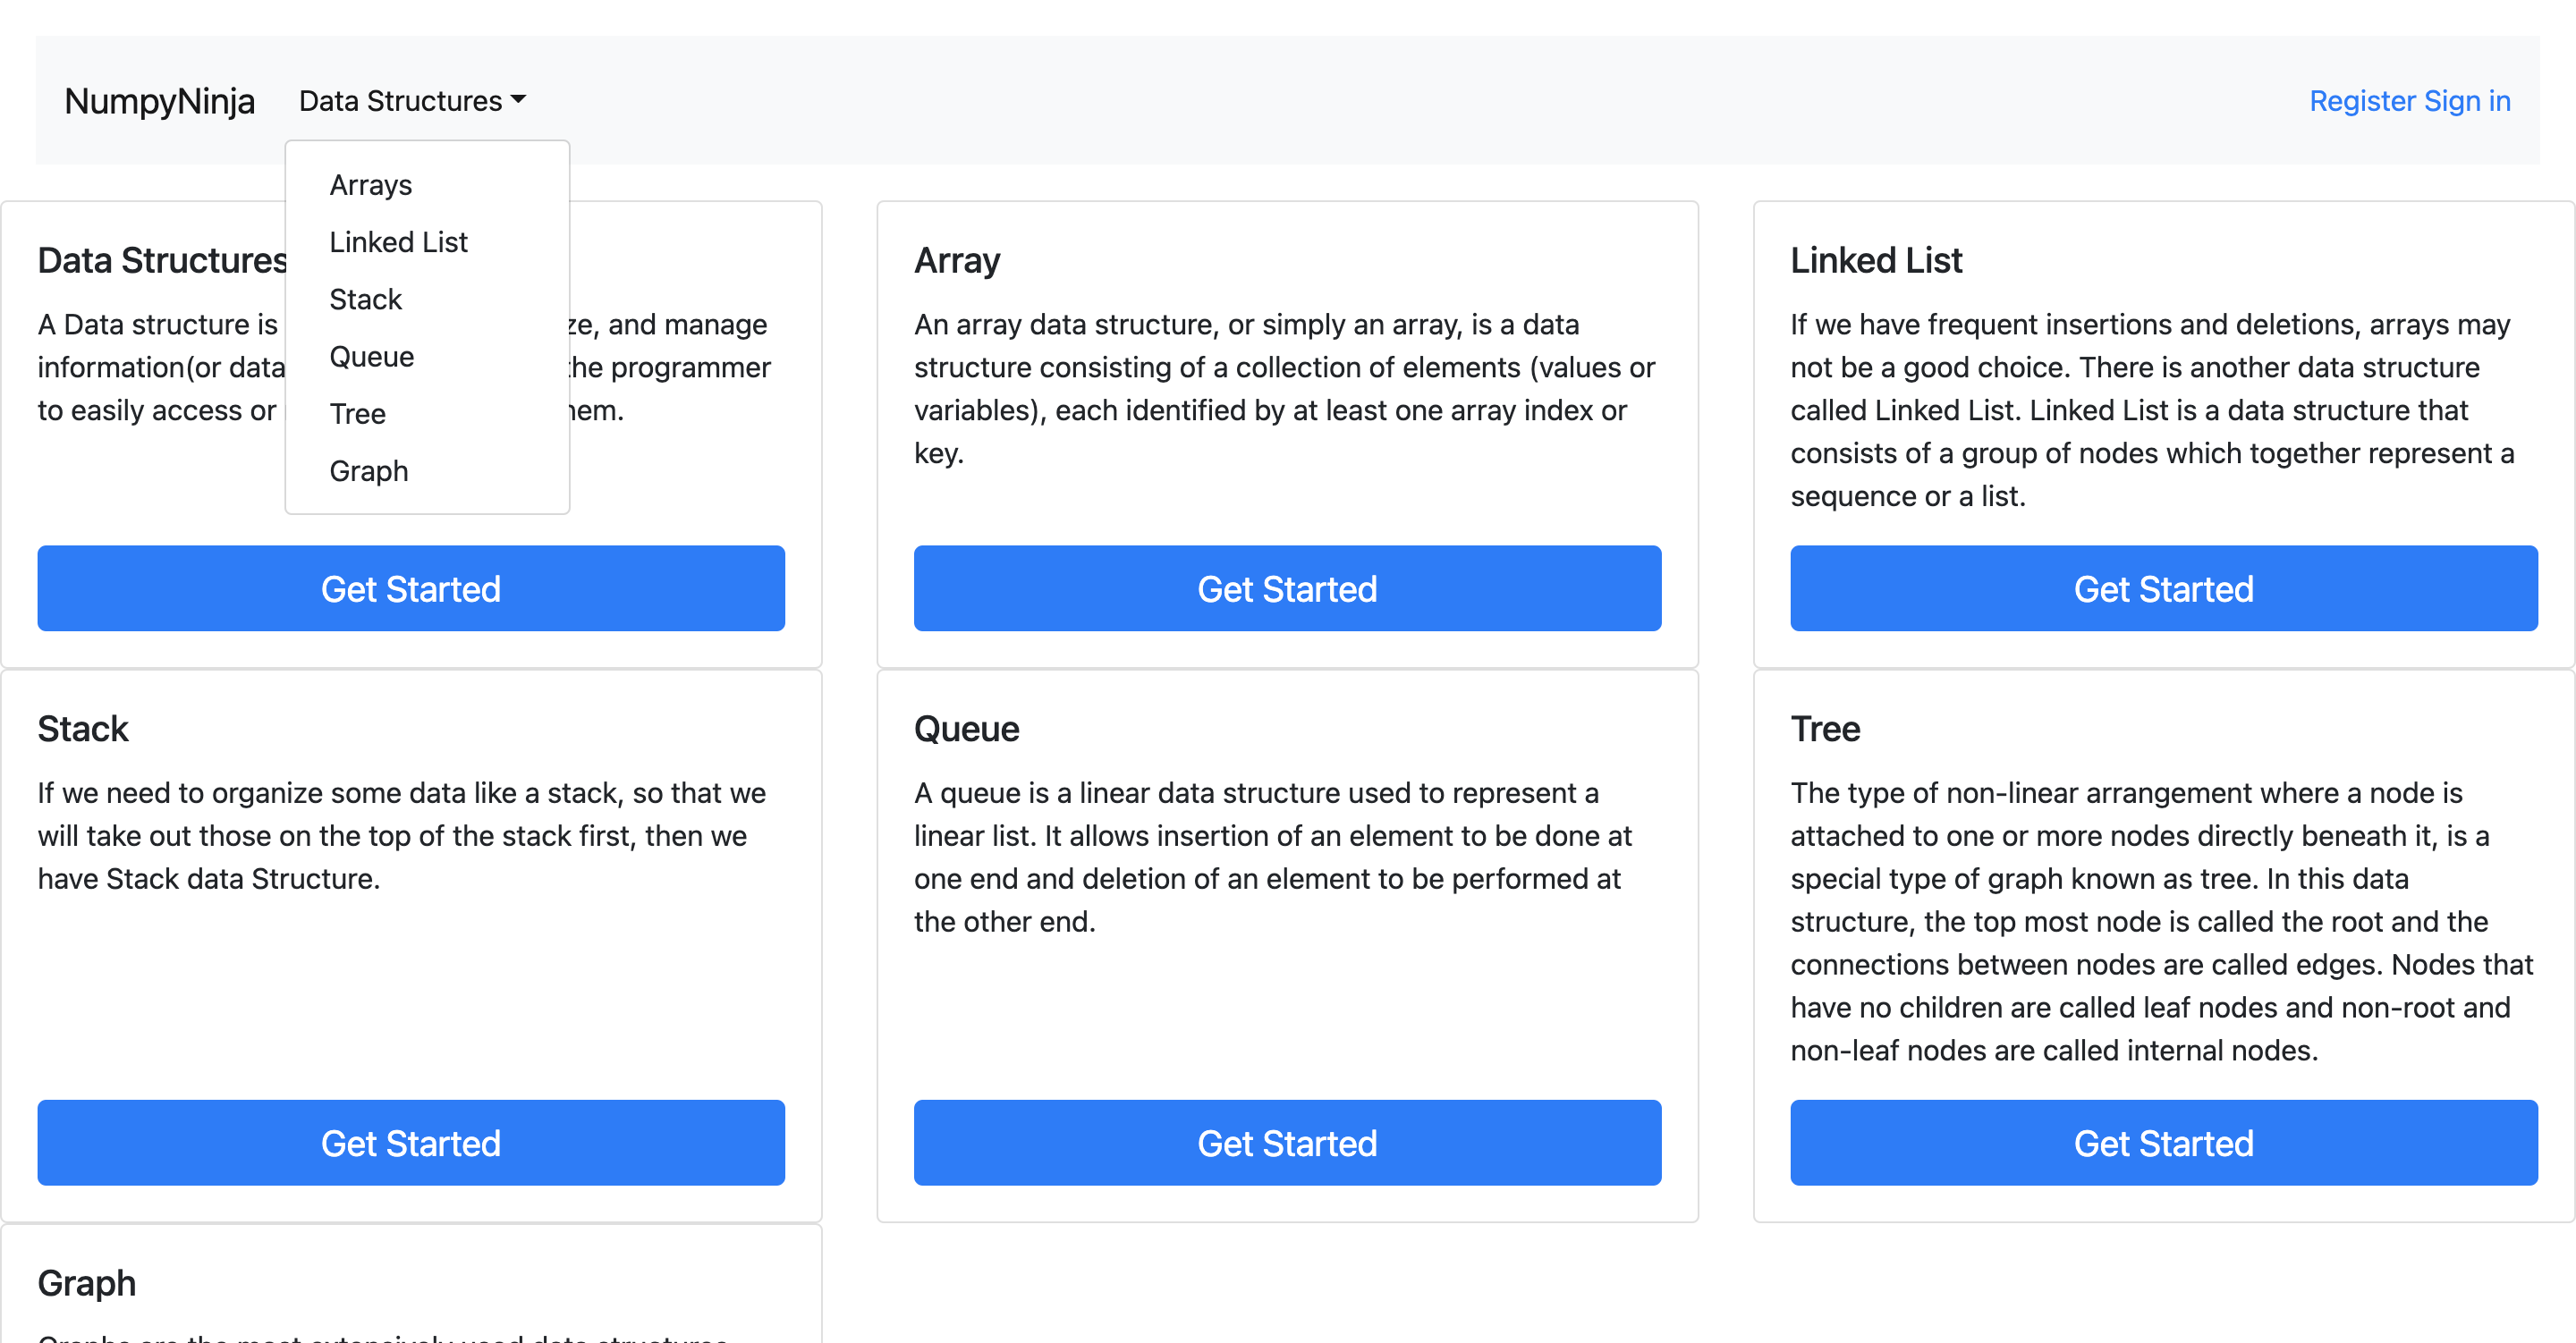 NumpyNinja
Data Structures
Register Sign in
Arrays
Linked List
Stack
Queue
Tree
Graph
Data Structures
A Data structure is ze, and manage
information(or data the programmer
to easily access or hem.
Get Started
Array
An array data structure, or simply an array, is a data
structure consisting of a collection of elements (values or
variables), each identified by at least one array index or
key.
Get Started
Linked List
If we have frequent insertions and deletions, arrays may
not be a good choice. There is another data structure
called Linked List. Linked List is a data structure that
consists of a group of nodes which together represent a
sequence or a list.
Get Started
Stack
If we need to organize some data like a stack, so that we
will take out those on the top of the stack first, then we
have Stack data Structure.
Get Started
Queue
A queue is a linear data structure used to represent a
linear list. It allows insertion of an element to be done at
one end and deletion of an element to be performed at
the other end.
Get Started
Tree
The type of non-linear arrangement where a node is
attached to one or more nodes directly beneath it, is a
special type of graph known as tree. In this data
structure, the top most node is called the root and the
connections between nodes are called edges. Nodes that
have no children are called leaf nodes and non-root and
non-leaf nodes are called internal nodes.
Get Started
Graph
Graphs are the most extensively used data structures